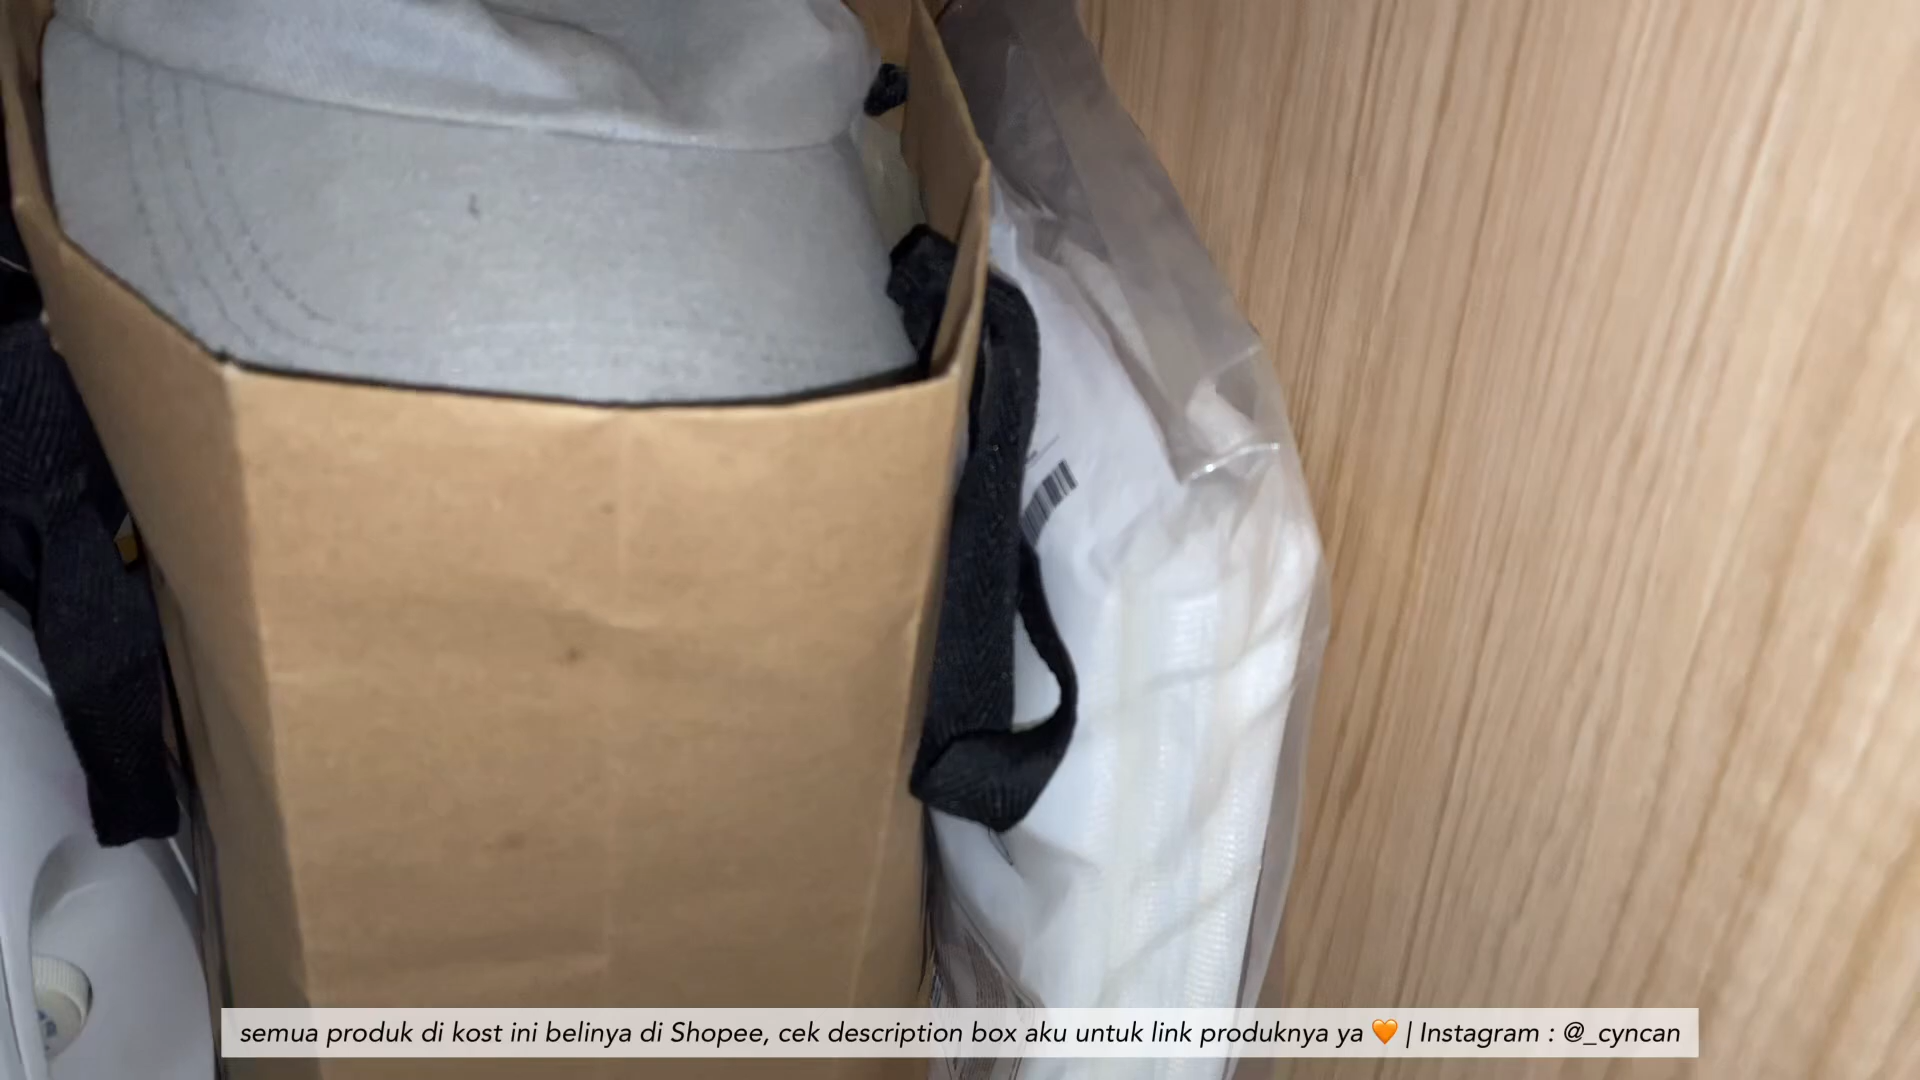 semua produk di kost ini belinya di Shopee, cek description box aku untuk link produknya ya 🧡 | Instagram : @_cyncan